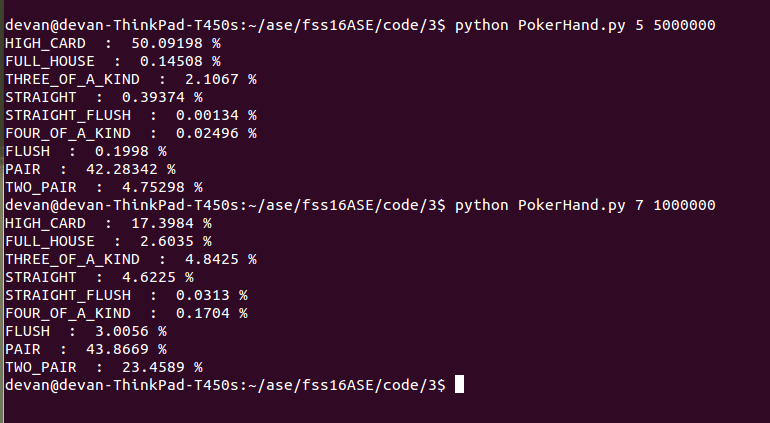 devan@devan-ThinkPad-T450s:~/ase/fss16ASE/code/3$ python PokerHand.py 5 5000000
HIGH_CARD  :  50.09198 %
FULL_HOUSE  :  0.14508 %
THREE_OF_A_KIND  :  2.1067 %
STRAIGHT  :  0.39374 %
STRAIGHT_FLUSH  :  0.00134 %
FOUR_OF_A_KIND  :  0.02496 %
FLUSH  :  0.1998 %
PAIR  :  42.28342 %
TWO_PAIR  :  4.75298 %
devan@devan-ThinkPad-T450s:~/ase/fss16ASE/code/3$ python PokerHand.py 7 1000000
HIGH_CARD  :  17.3984 %
FULL_HOUSE  :  2.6035 %
THREE_OF_A_KIND  :  4.8425 %
STRAIGHT  :  4.6225 %
STRAIGHT_FLUSH  :  0.0313 %
FOUR_OF_A_KIND  :  0.1704 %
FLUSH  :  3.0056 %
PAIR  :  43.8669 %
TWO_PAIR  :  23.4589 %
devan@devan-ThinkPad-T450s:~/ase/fss16ASE/code/3$